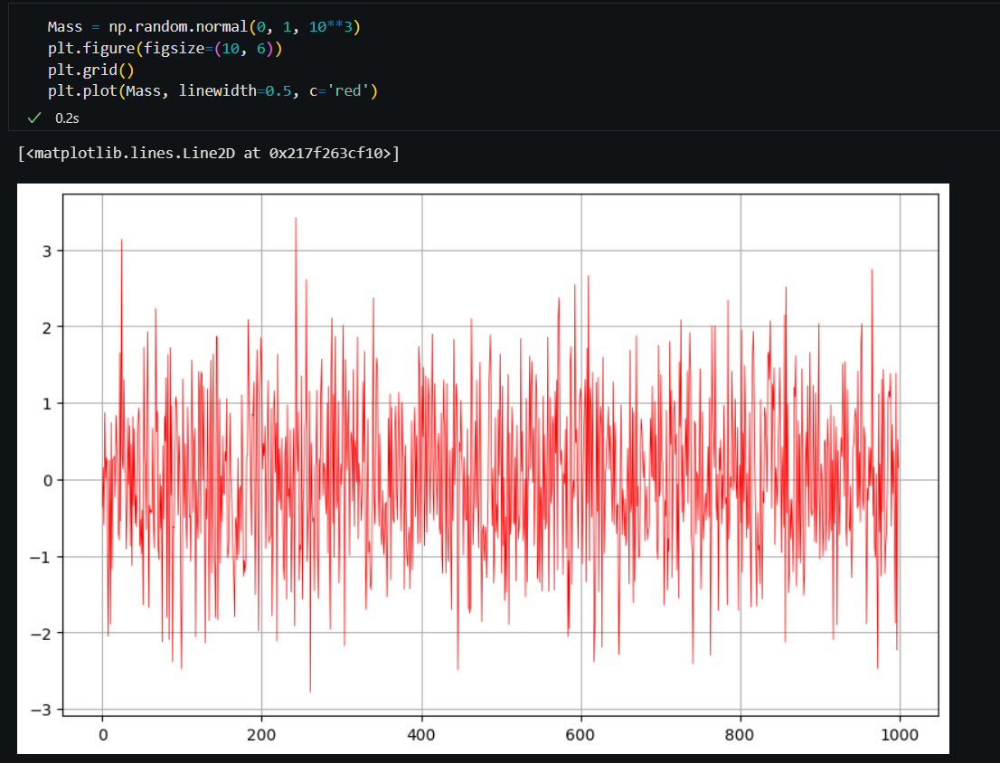 Mass = np.random.normal(0, 1, 10**3)
plt.figure(figsize=(10, 6))
plt.grid()
plt.plot(Mass, linewidth=0.5, c='red')
✓ 0.2s
[<matplotlib.lines.Line2D at 0x217f263cf10>]
3
2
1
0
−1
−2
−3
0 200 400 600 800 1000